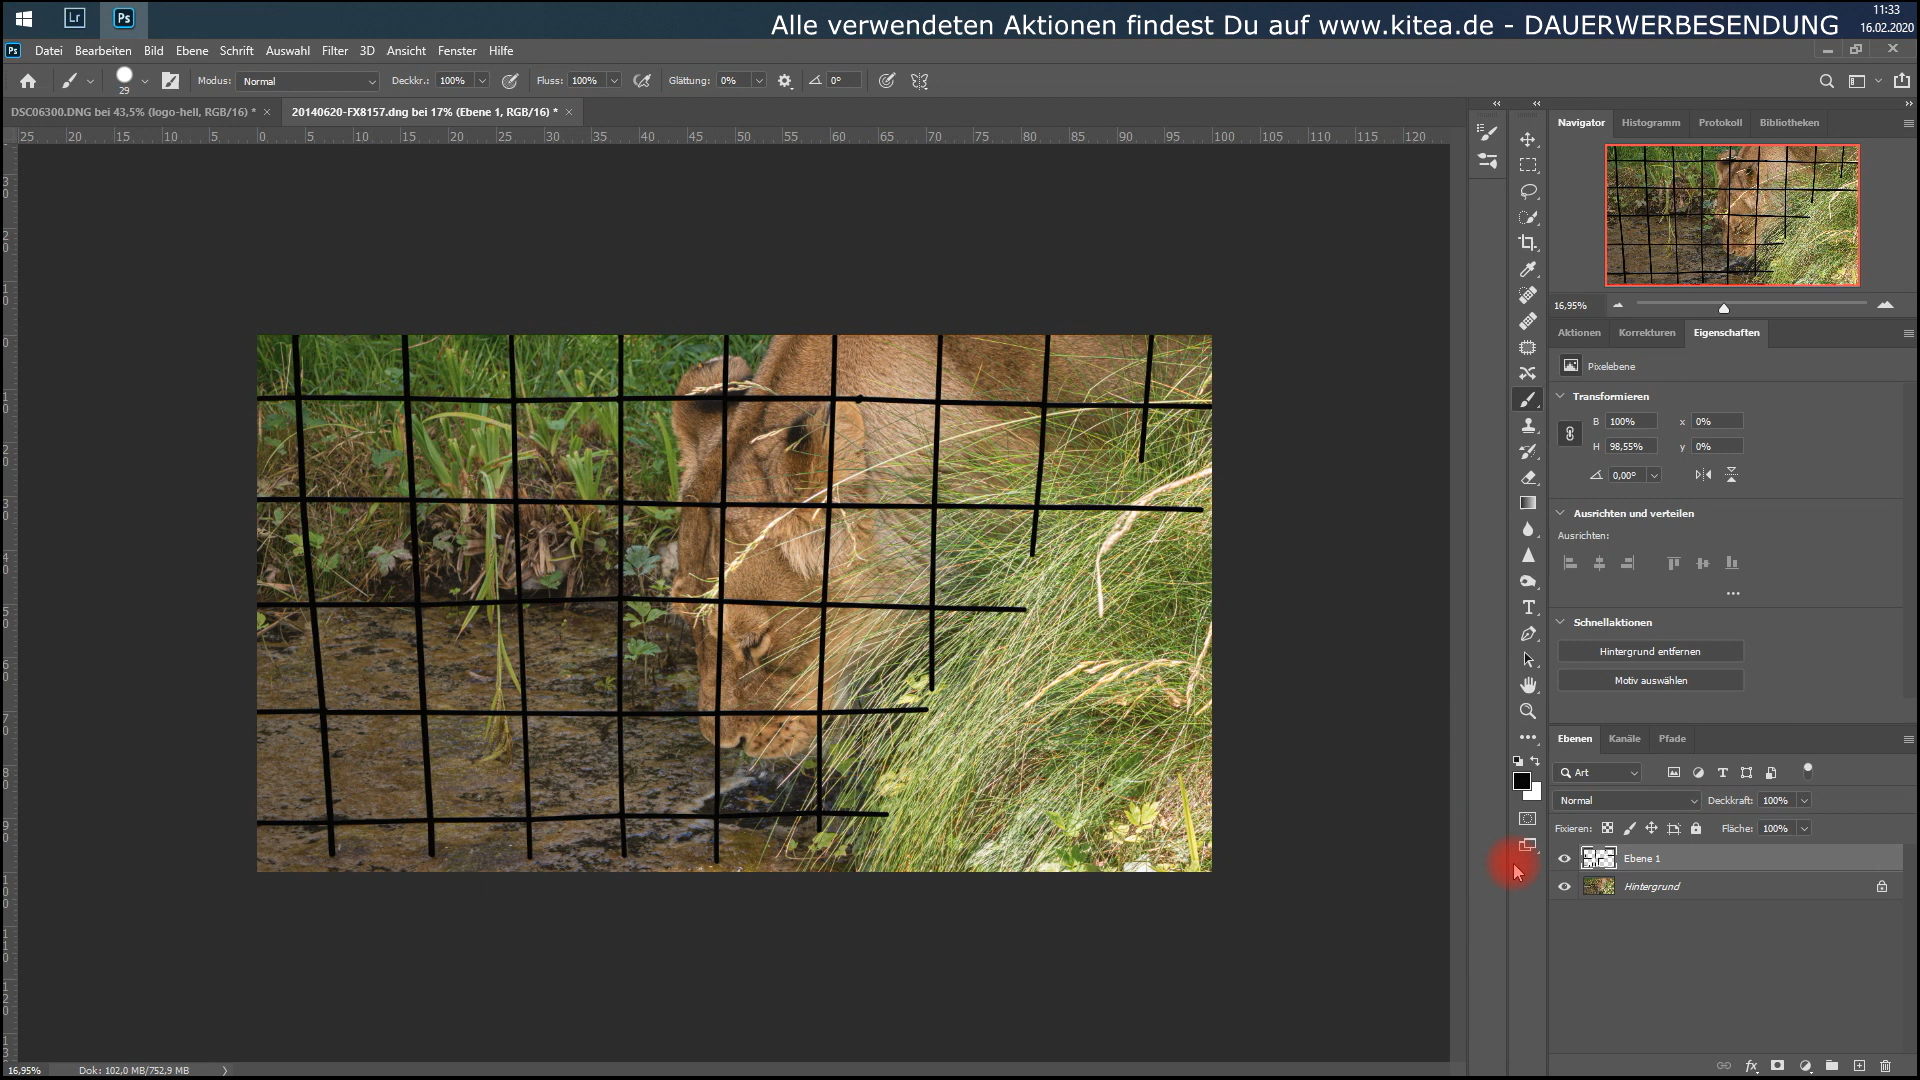 11:33
Alle verwendeten Aktionen findest Du auf www.kitea.de - DAUERWERBESENDUNG
16.02.2020
Lr
Ps
Ps Datei Bearbeiten Bild Ebene Schrift Auswahl Filter 3D Ansicht Fenster Hilfe
29
Modus: Normal
Deckkr.: 100%
Fluss: 100%
Glättung: 0%
0°
DSC06300.DNG bei 43,5% (logo-hell, RGB/16) *
20140620-FX8157.dng bei 17% (Ebene 1, RGB/16) *
25 20 15 10 5 0 5 10 15 20 25 30 35 40 45 50 55 60 65 70 75 80 85 90 95 100 105 110 115 120
Navigator Histogramm Protokoll Bibliotheken
16,95%
Aktionen Korrekturen Eigenschaften
Pixelebene
Transformieren
B 100% x 0%
H 98,55% y 0%
0,00°
Ausrichten und verteilen
Ausrichten:
Schnellaktionen
Hintergrund entfernen
Motiv auswählen
Ebenen Kanäle Pfade
Art
Normal
Deckkraft: 100%
Fixieren:
Fläche: 100%
Ebene 1
Hintergrund
fx
16,95%
Dok: 102,0 MB/752,9 MB